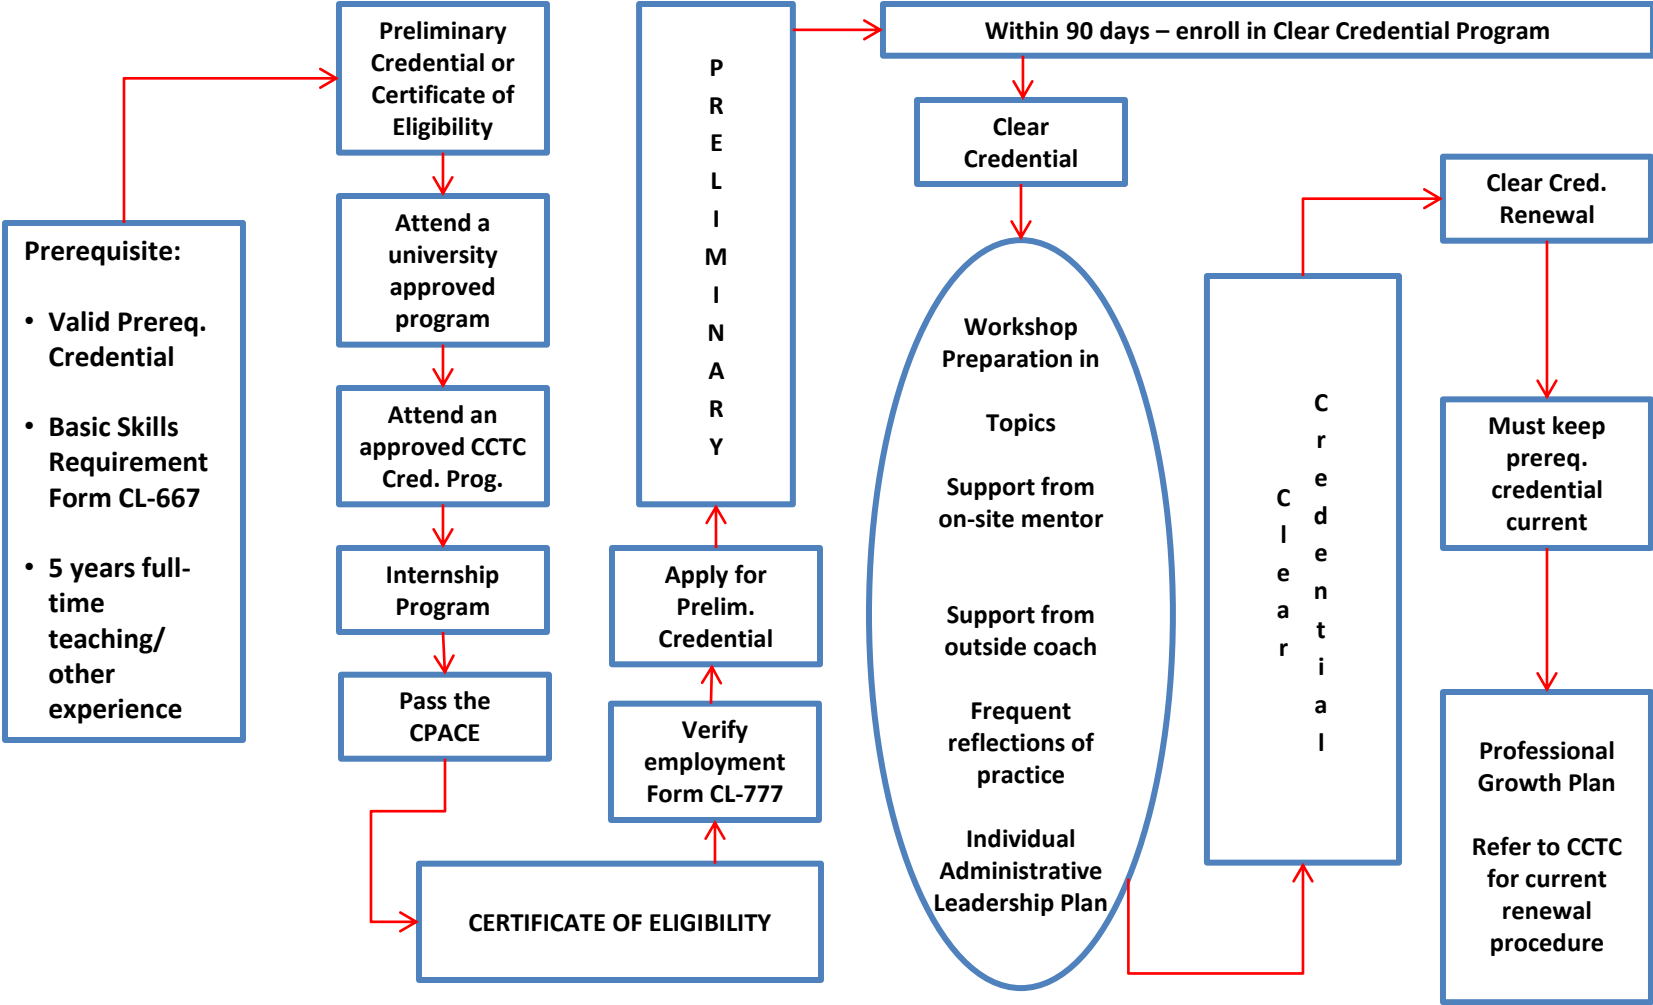 Prerequisite:
• Valid Prereq.
Credential
• Basic Skills
Requirement
Form CL-667
• 5 years full-
time
teaching/
other
experience
Preliminary
Credential or
Certificate of
Eligibility
Attend a
university
approved
program
Attend an
approved CCTC
Cred. Prog.
Internship
Program
Pass the
CPACE
CERTIFICATE OF ELIGIBILITY
Verify
employment
Form CL-777
Apply for
Prelim.
Credential
P
R
E
L
I
M
I
N
A
R
Y
Within 90 days – enroll in Clear Credential Program
Clear
Credential
Workshop
Preparation in
Topics
Support from
on-site mentor
Support from
outside coach
Frequent
reflections of
practice
Individual
Administrative
Leadership Plan
C
l
e
a
r
C
r
e
d
e
n
t
i
a
l
Clear Cred.
Renewal
Must keep
prereq.
credential
current
Professional
Growth Plan
Refer to CCTC
for current
renewal
procedure